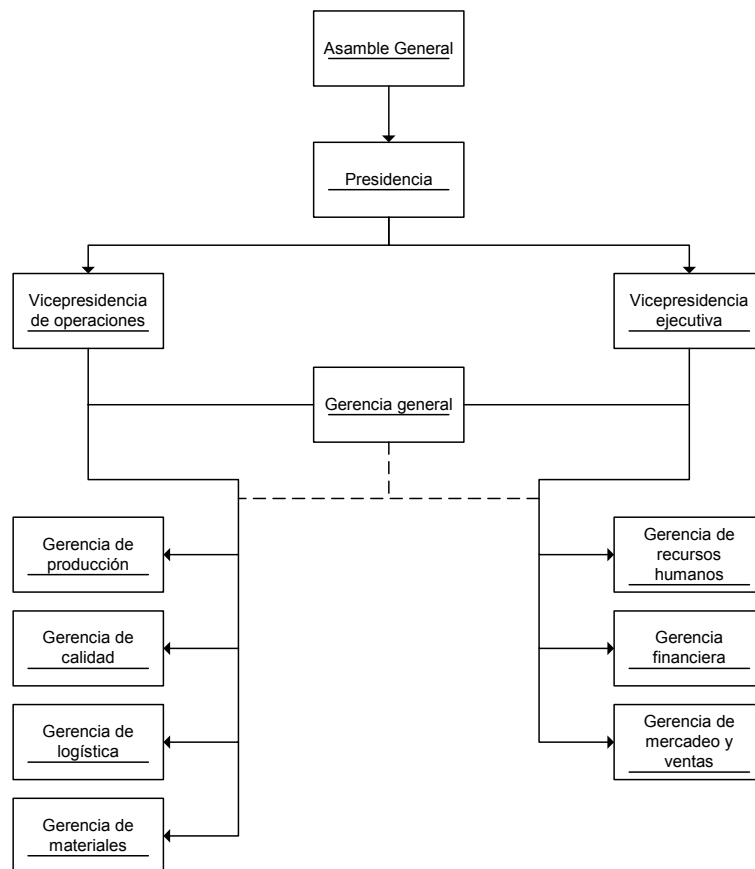 Asamble General
Presidencia
Vicepresidencia
de operaciones
Vicepresidencia
ejecutiva
Gerencia general
Gerencia de
producción
Gerencia de
recursos
humanos
Gerencia de
calidad
Gerencia
financiera
Gerencia de
logística
Gerencia de
mercadeo y
ventas
Gerencia de
materiales